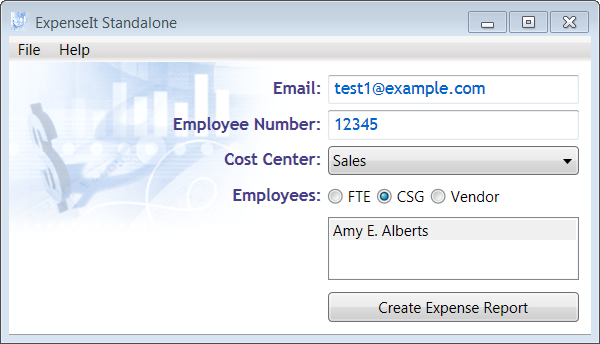 ExpenseIt Standalone
File Help
Email: test1@example.com
Employee Number: 12345
Cost Center: Sales
Employees: FTE CSG Vendor
Amy E. Alberts
Create Expense Report